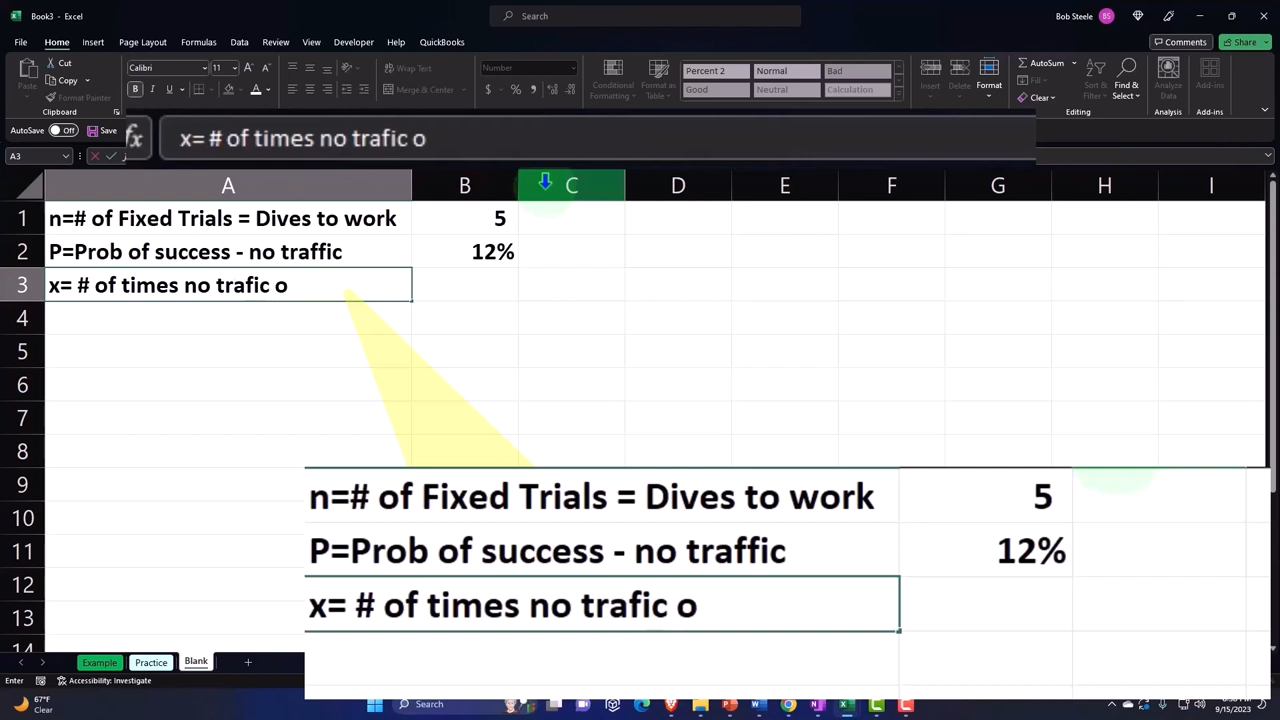 Book3 - Excel
Search
Bob Steele BS
File Home Insert Page Layout Formulas Data Review View Developer Help QuickBooks Comments Share
Paste Cut Copy Format Painter Calibri 11 Wrap Text Merge & Center Number Conditional Formatting Format as Table Percent 2 Normal Bad Good Neutral Calculation Insert Delete Format AutoSum Fill Clear Sort & Filter Find & Select Analyze Data Add-ins
Clipboard Editing Analysis Add-ins
AutoSave Off Save
A3 fx x= # of times no trafic o
A B C D E F G H I
1 n=# of Fixed Trials = Dives to work 5
2 P=Prob of success - no traffic 12%
3 x= # of times no trafic o
4
5
6
7
8
9
10
11
12
13
14
n=# of Fixed Trials = Dives to work 5
P=Prob of success - no traffic 12%
x= # of times no trafic o
Example Practice Blank
Enter Accessibility: Investigate
67°F
Clear
Search
9/15/2023